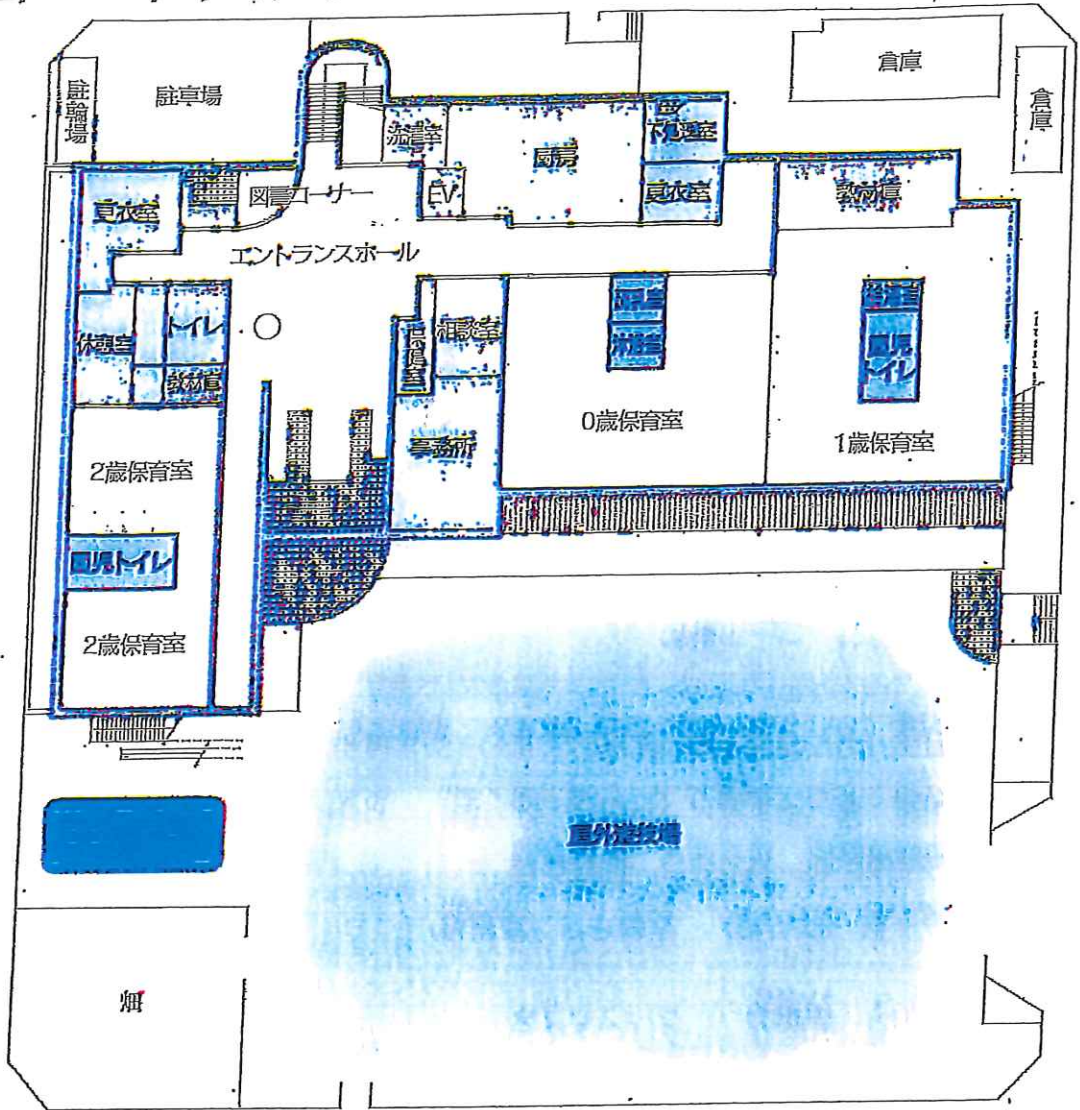 倉庫
倉庫
駐車場
駐輪場
洗濯室
厨房
下処理室
更衣室
教材庫
EV
図書コーナー
更衣室
エントランスホール
トイレ
休憩室
教材庫
相談室
沐浴室
園児
トイレ
事務所
0歳保育室
1歳保育室
2歳保育室
園児トイレ
2歳保育室
屋外遊技場
畑